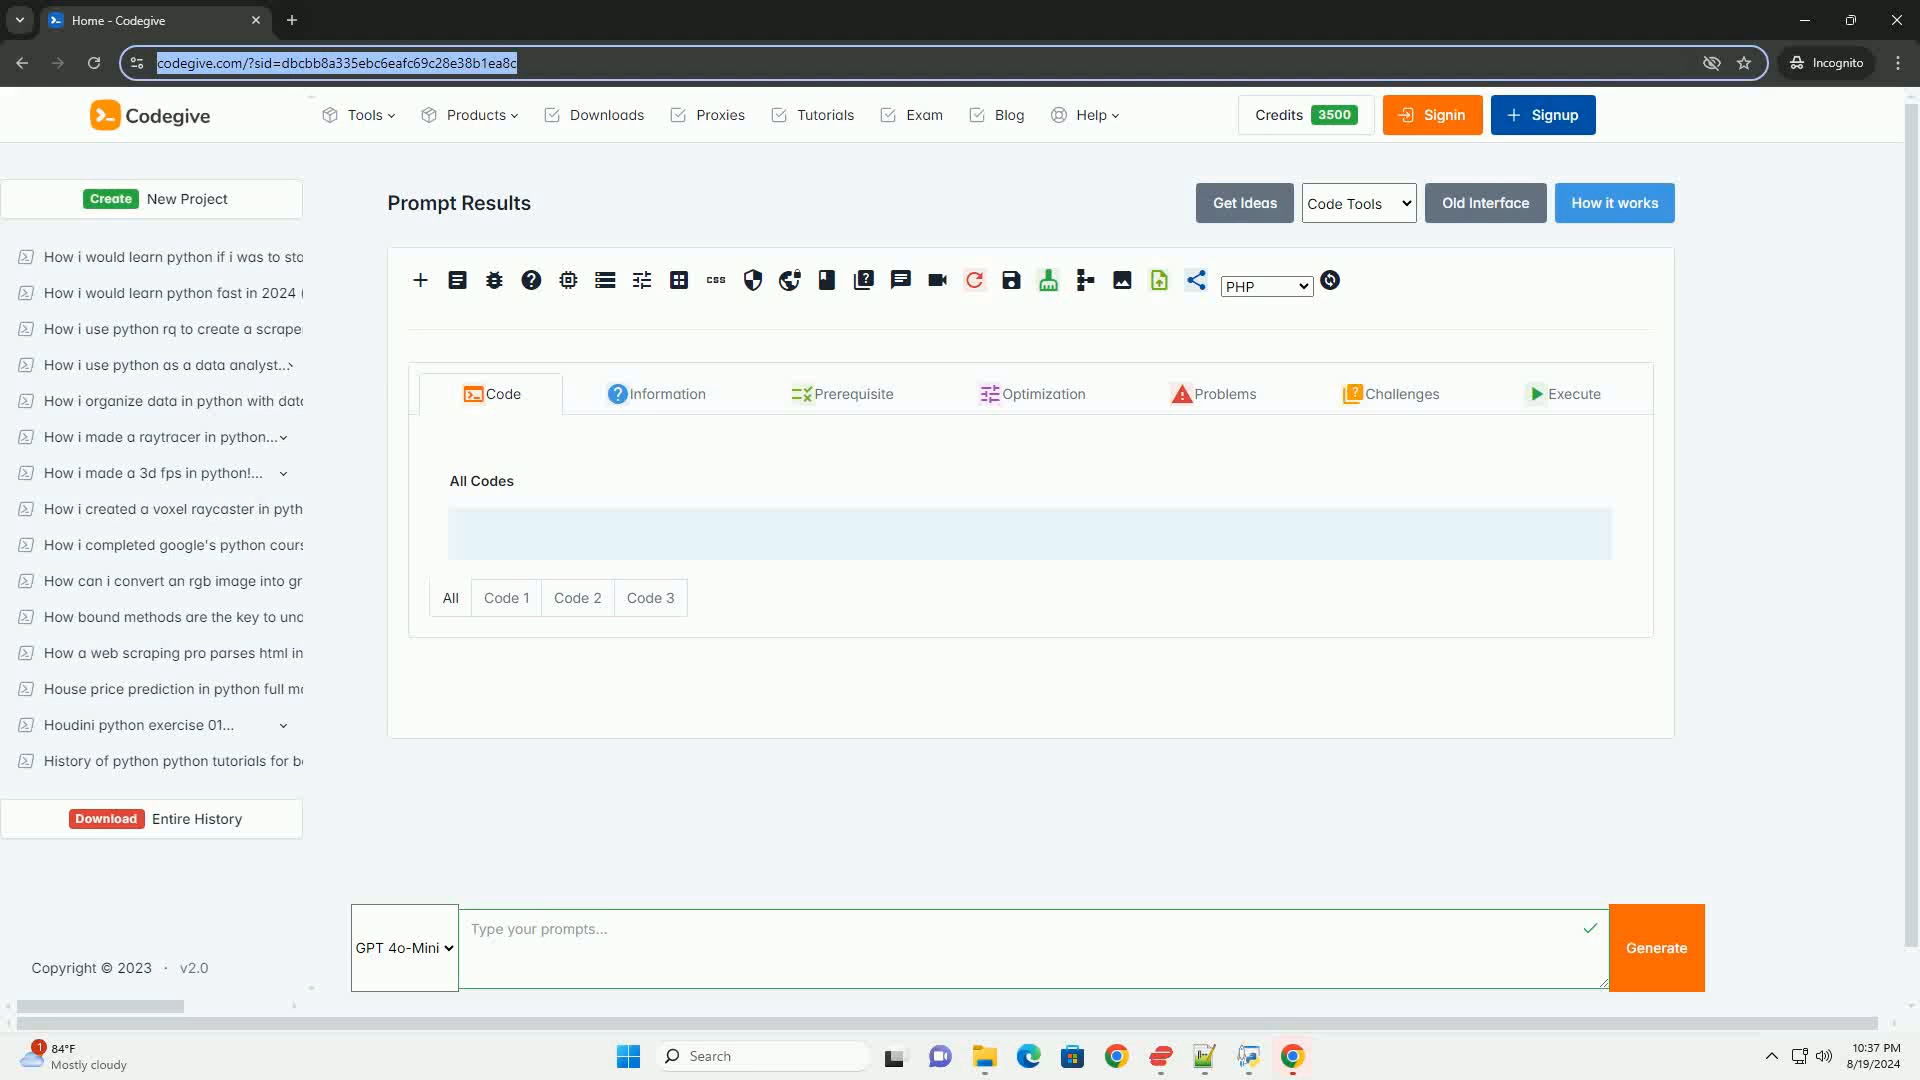 Home - Codegive
codegive.com/?sid=dbcbb8a335ebc6eafc69c28e38b1ea8c
Incognito
Codegive
Tools
Products
Downloads
Proxies
Tutorials
Exam
Blog
Help
Credits 3500
Signin
Signup
Create New Project
How i would learn python if i was to sta
How i would learn python fast in 2024 (
How i use python rq to create a scrape
How i use python as a data analyst...
How i organize data in python with data
How i made a raytracer in python...
How i made a 3d fps in python!...
How i created a voxel raycaster in pyth
How i completed google's python cours
How can i convert an rgb image into gr
How bound methods are the key to und
How a web scraping pro parses html in
House price prediction in python full ma
Houdini python exercise 01...
History of python python tutorials for be
Download Entire History
Copyright © 2023 · v2.0
Prompt Results
Get Ideas
Code Tools
Old Interface
How it works
css
PHP
Code
Information
Prerequisite
Optimization
Problems
Challenges
Execute
All Codes
All
Code 1
Code 2
Code 3
GPT 4o-Mini
Type your prompts...
Generate
1
84°F
Mostly cloudy
Search
10:37 PM
8/19/2024